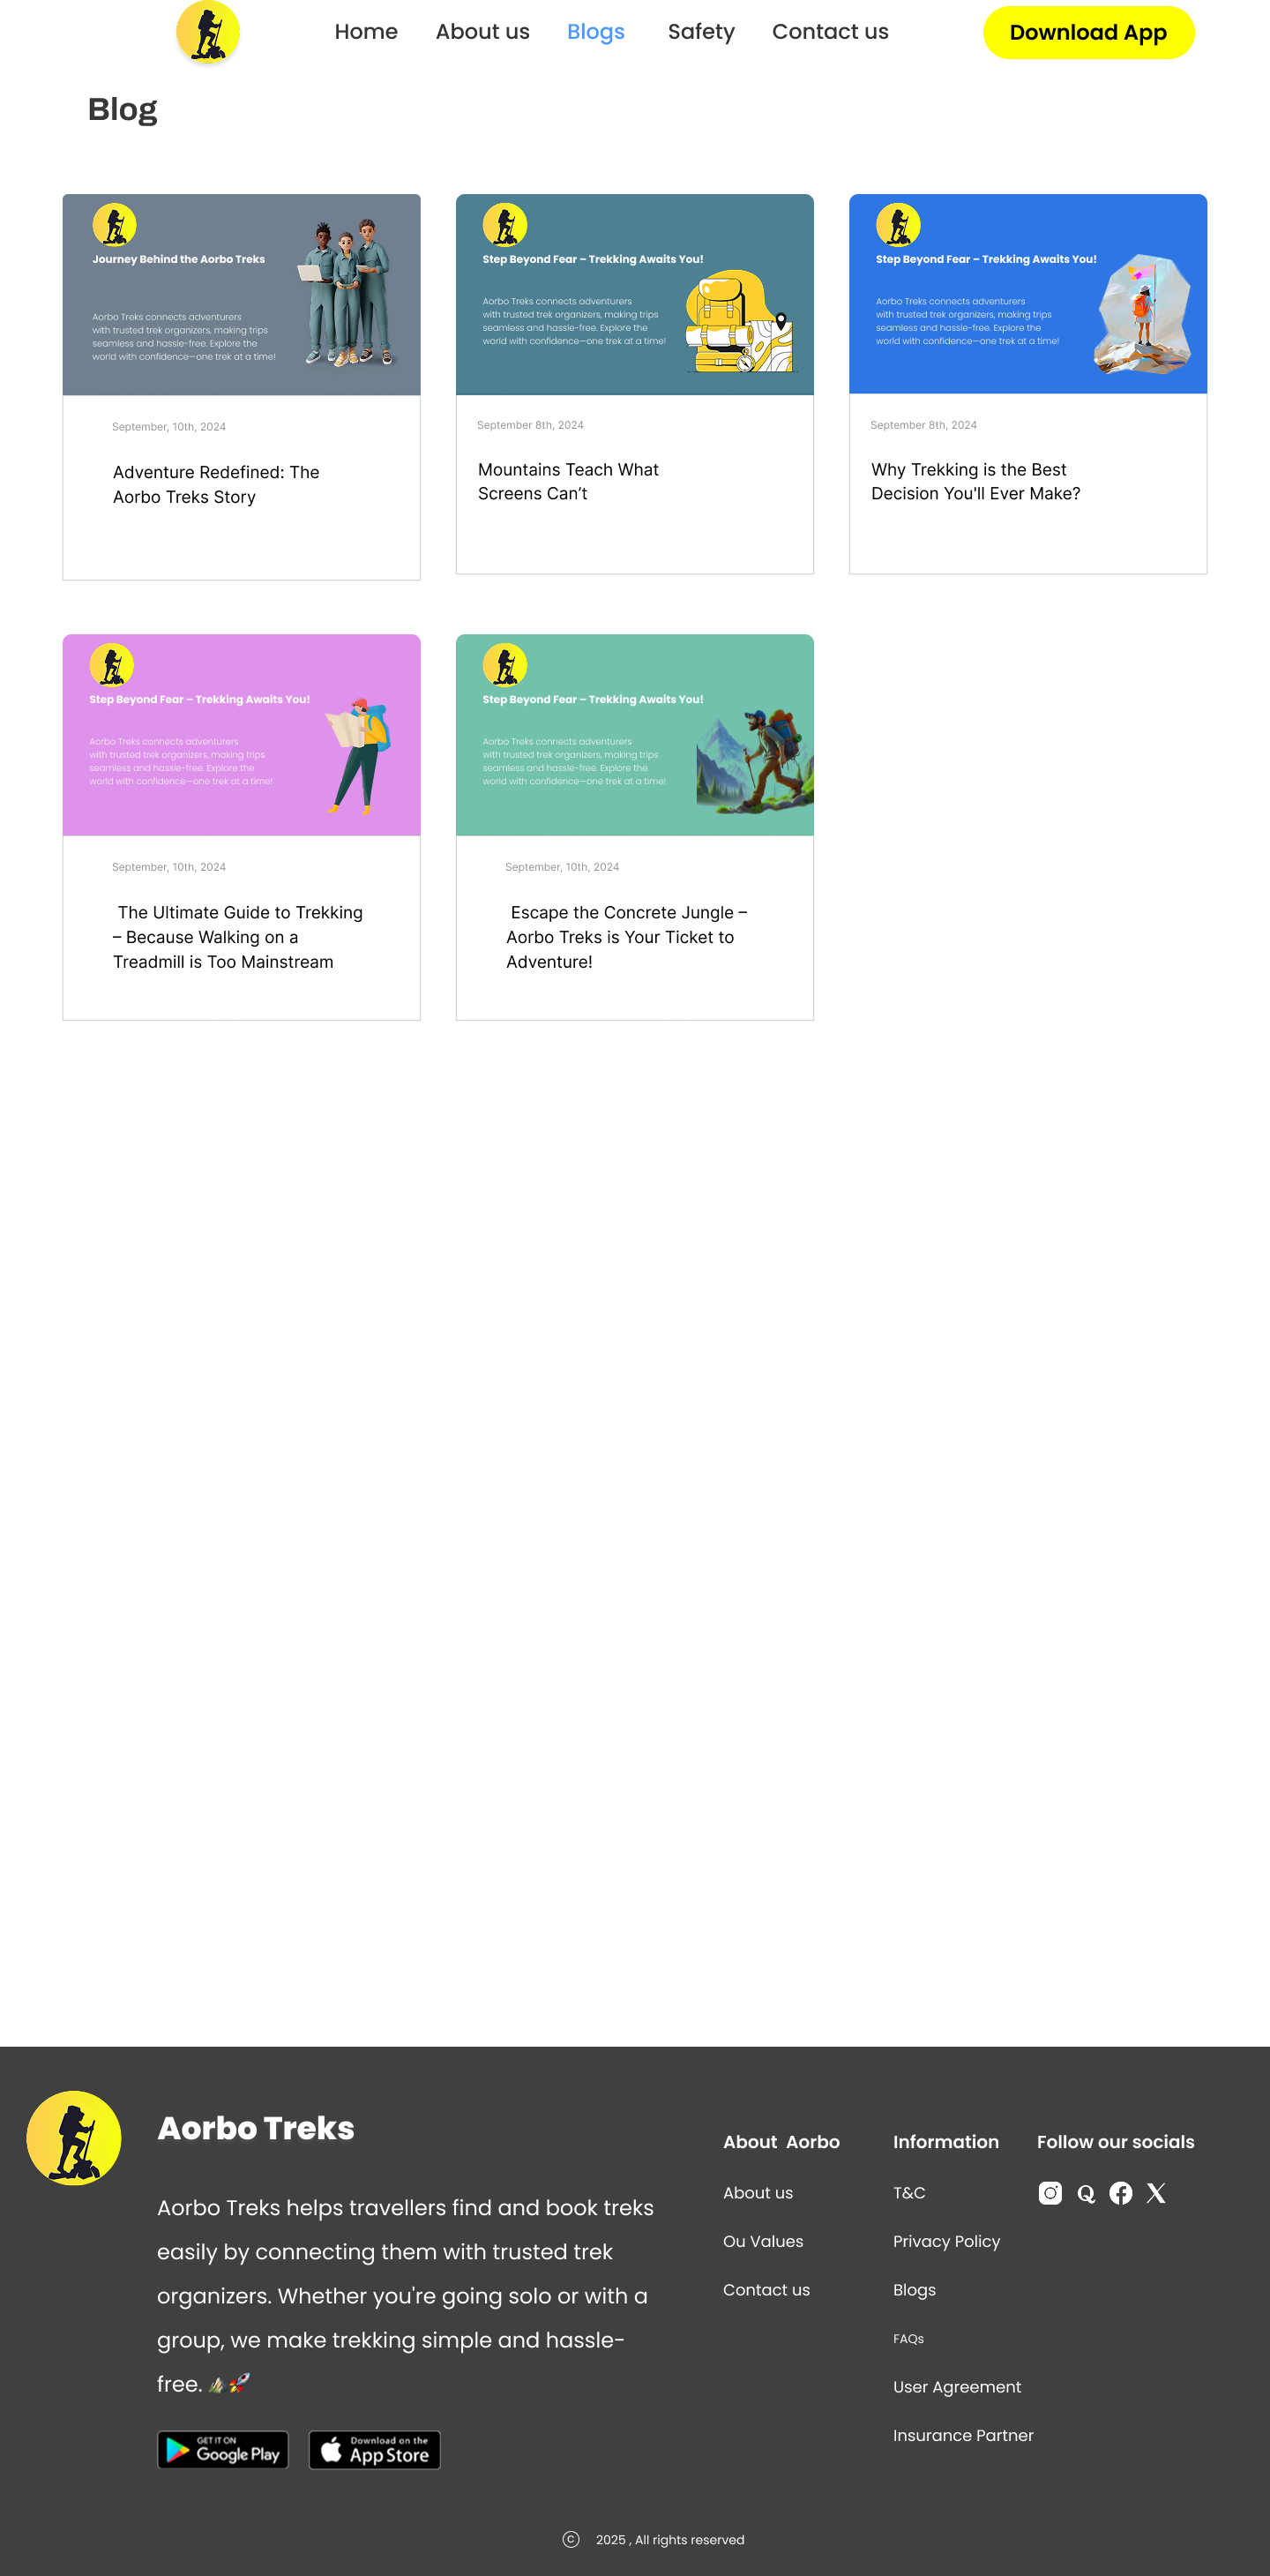 Home About us Blogs Safety Contact us Download App
Blog
Journey Behind the Aorbo Treks
Aorbo Treks connects adventurers
with trusted trek organizers, making trips
seamless and hassle-free. Explore the
world with confidence—one trek at a time!
September, 10th, 2024
Adventure Redefined: The
Aorbo Treks Story
Step Beyond Fear – Trekking Awaits You!
Aorbo Treks connects adventurers
with trusted trek organizers, making trips
seamless and hassle-free. Explore the
world with confidence—one trek at a time!
September 8th, 2024
Mountains Teach What
Screens Can’t
Step Beyond Fear – Trekking Awaits You!
Aorbo Treks connects adventurers
with trusted trek organizers, making trips
seamless and hassle-free. Explore the
world with confidence—one trek at a time!
September 8th, 2024
Why Trekking is the Best
Decision You'll Ever Make?
Step Beyond Fear – Trekking Awaits You!
Aorbo Treks connects adventurers
with trusted trek organizers, making trips
seamless and hassle-free. Explore the
world with confidence—one trek at a time!
September, 10th, 2024
The Ultimate Guide to Trekking
– Because Walking on a
Treadmill is Too Mainstream
Step Beyond Fear – Trekking Awaits You!
Aorbo Treks connects adventurers
with trusted trek organizers, making trips
seamless and hassle-free. Explore the
world with confidence—one trek at a time!
September, 10th, 2024
Escape the Concrete Jungle –
Aorbo Treks is Your Ticket to
Adventure!
Aorbo Treks
Aorbo Treks helps travellers find and book treks
easily by connecting them with trusted trek
organizers. Whether you're going solo or with a
group, we make trekking simple and hassle-
free. ⛰️🚀
GET IT ON
Google Play
Download on the
App Store
About Aorbo
About us
Ou Values
Contact us
Information
T&C
Privacy Policy
Blogs
FAQs
User Agreement
Insurance Partner
Follow our socials
© 2025 , All rights reserved